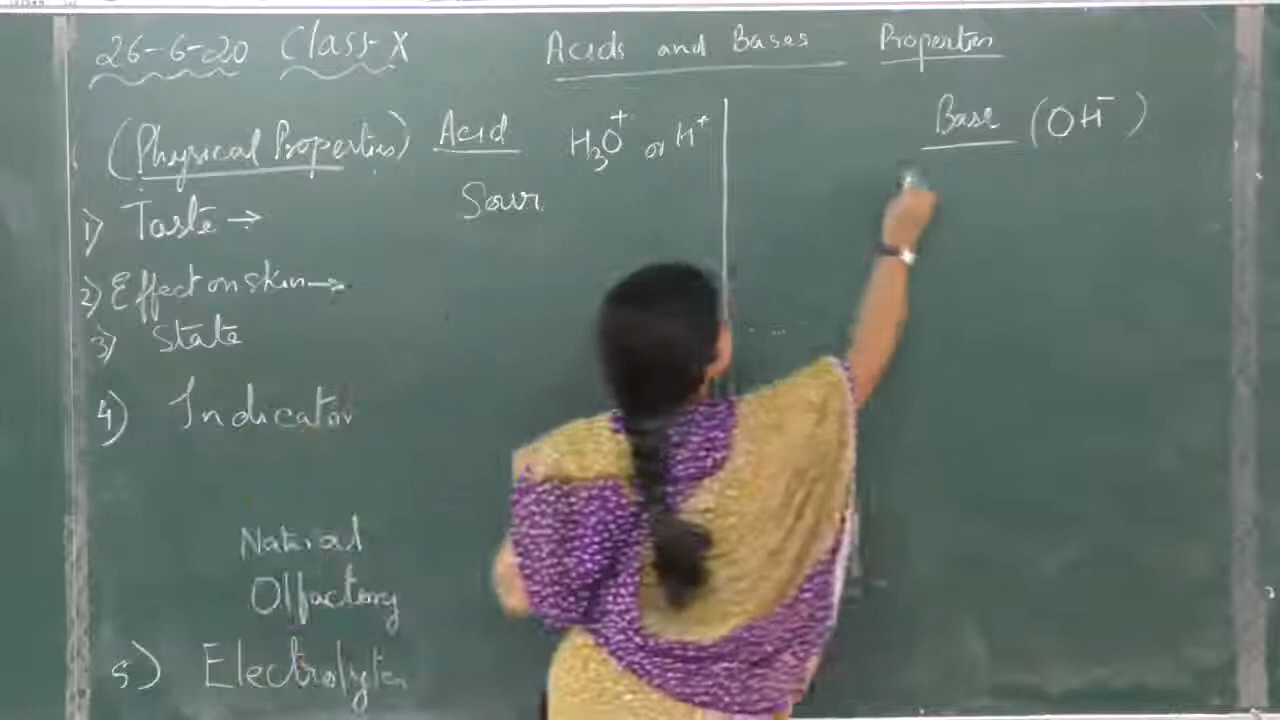 26-6-20 Class-X Acids and Bases Properties
(Physical Properties) Acid H₃O⁺ or H⁺ Base (OH⁻)
1) Taste → Sour
2) Effect on skin →
3) State
4) Indicator
Natural
Olfactory
5) Electrolytes